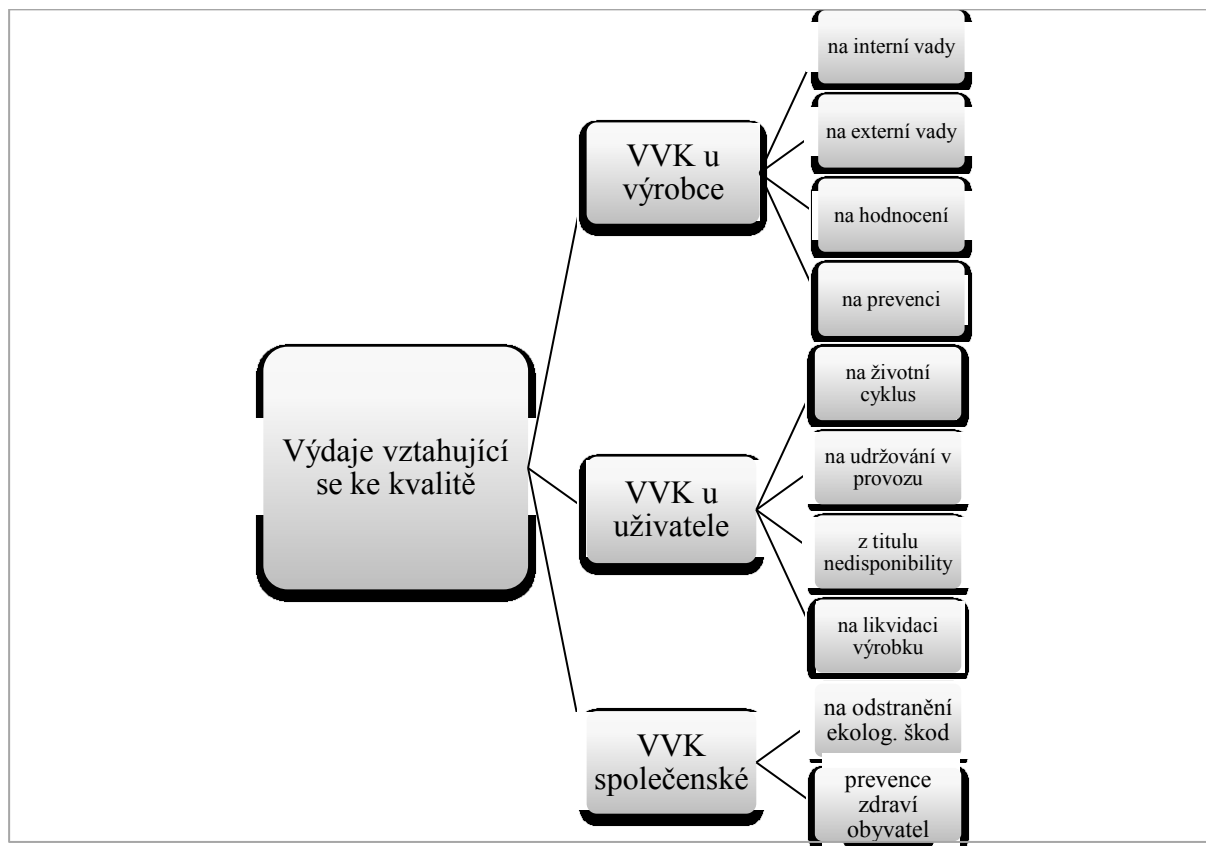 Výdaje vztahující
se ke kvalitě
VVK u
výrobce
na interní vady
na externí vady
na hodnocení
na prevenci
VVK u
uživatele
na životní
cyklus
na udržování v
provozu
z titulu
nedisponibility
na likvidaci
výrobku
VVK
společenské
na odstranění
ekolog. škod
prevence
zdraví
obyvatel